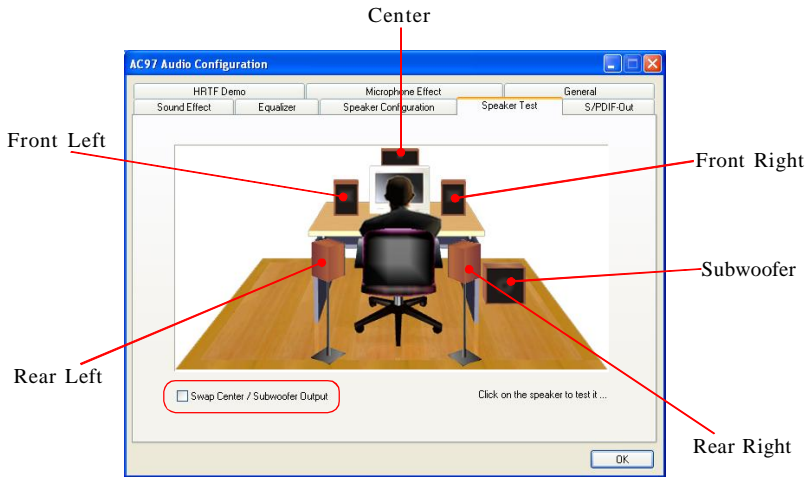 Center
AC97 Audio Configuration
HRTF Demo
Microphone Effect
General
Sound Effect
Equalizer
Speaker Configuration
Speaker Test
S/PDIF-Out
Front Left
Front Right
Subwoofer
Rear Left
Swap Center / Subwoofer Output
Click on the speaker to test it ...
Rear Right
OK